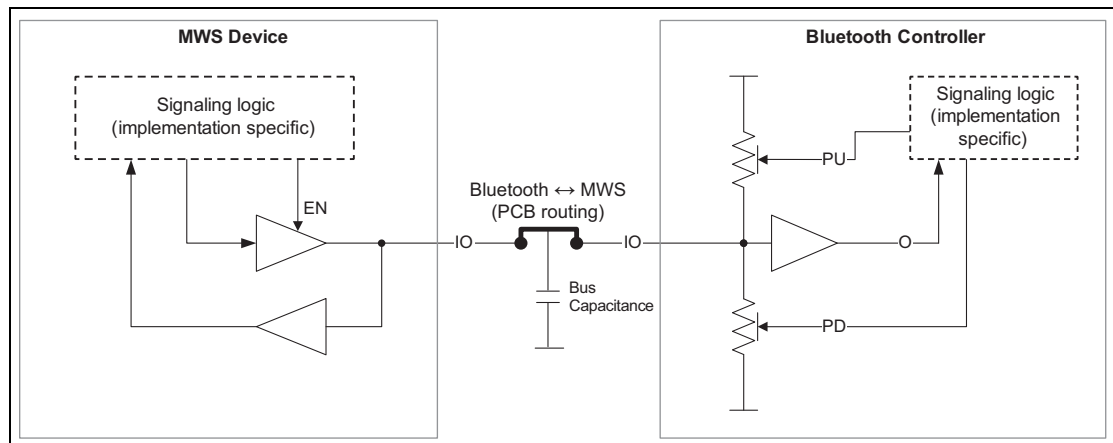 MWS Device
Signaling logic
(implementation specific)
EN
IO
Bluetooth ↔ MWS
(PCB routing)
Bus
Capacitance
IO
Bluetooth Controller
Signaling logic
(implementation
specific)
PU
O
PD